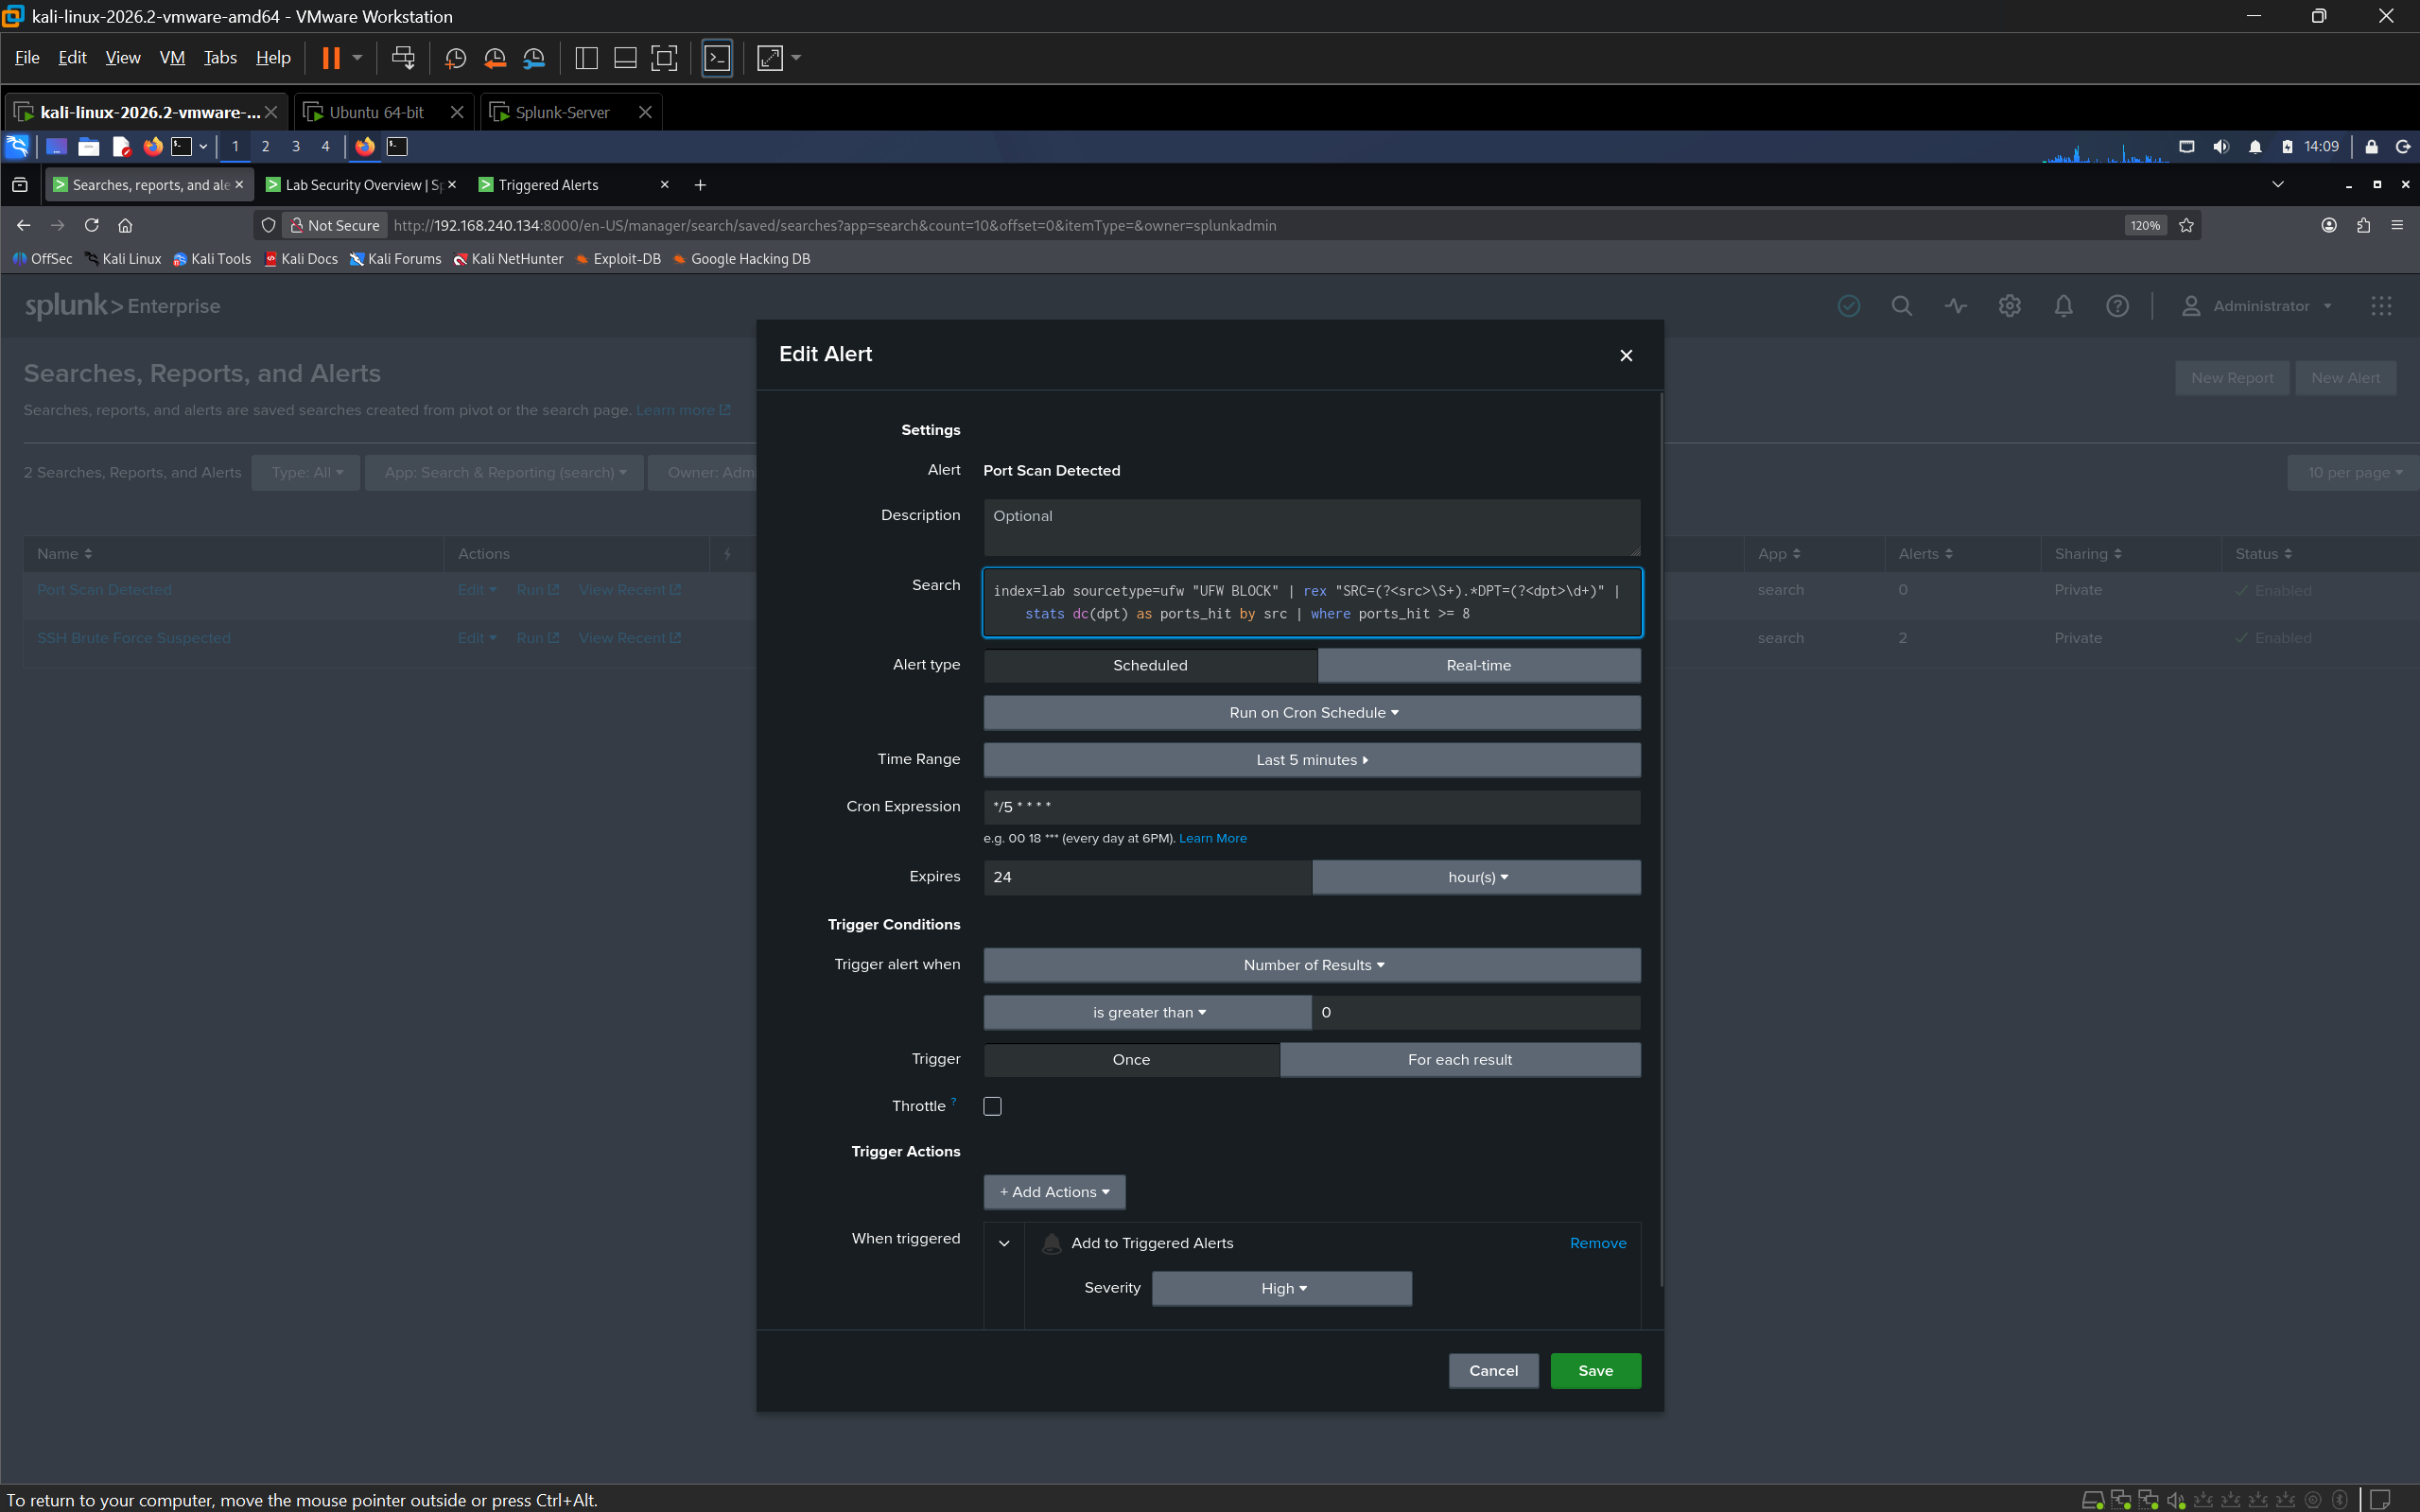 kali-linux-2026.2-vmware-amd64 - VMware Workstation
File Edit View VM Tabs Help
kali-linux-2026.2-vmware-... Ubuntu 64-bit Splunk-Server
1 2 3 4 14:09
Searches, reports, and ale Lab Security Overview | Sp Triggered Alerts
Not Secure http://192.168.240.134:8000/en-US/manager/search/saved/searches?app=search&count=10&offset=0&itemType=&owner=splunkadmin 120%
OffSec Kali Linux Kali Tools Kali Docs Kali Forums Kali NetHunter Exploit-DB Google Hacking DB
splunk>Enterprise Administrator
Searches, Reports, and Alerts New Report New Alert
Searches, reports, and alerts are saved searches created from pivot or the search page. Learn more
2 Searches, Reports, and Alerts Type: All App: Search & Reporting (search) Owner: Adm 10 per page
Name Actions App Alerts Sharing Status
Port Scan Detected Edit Run View Recent search 0 Private Enabled
SSH Brute Force Suspected Edit Run View Recent search 2 Private Enabled
Edit Alert
Settings
Alert Port Scan Detected
Description Optional
Search index=lab sourcetype=ufw "UFW BLOCK" | rex "SRC=(?<src>\S+).*DPT=(?<dpt>\d+)" |
stats dc(dpt) as ports_hit by src | where ports_hit >= 8
Alert type Scheduled Real-time
Run on Cron Schedule
Time Range Last 5 minutes
Cron Expression */5 * * * *
e.g. 00 18 *** (every day at 6PM). Learn More
Expires 24 hour(s)
Trigger Conditions
Trigger alert when Number of Results
is greater than 0
Trigger Once For each result
Throttle ?
Trigger Actions
+ Add Actions
When triggered Add to Triggered Alerts Remove
Severity High
Cancel Save
To return to your computer, move the mouse pointer outside or press Ctrl+Alt.